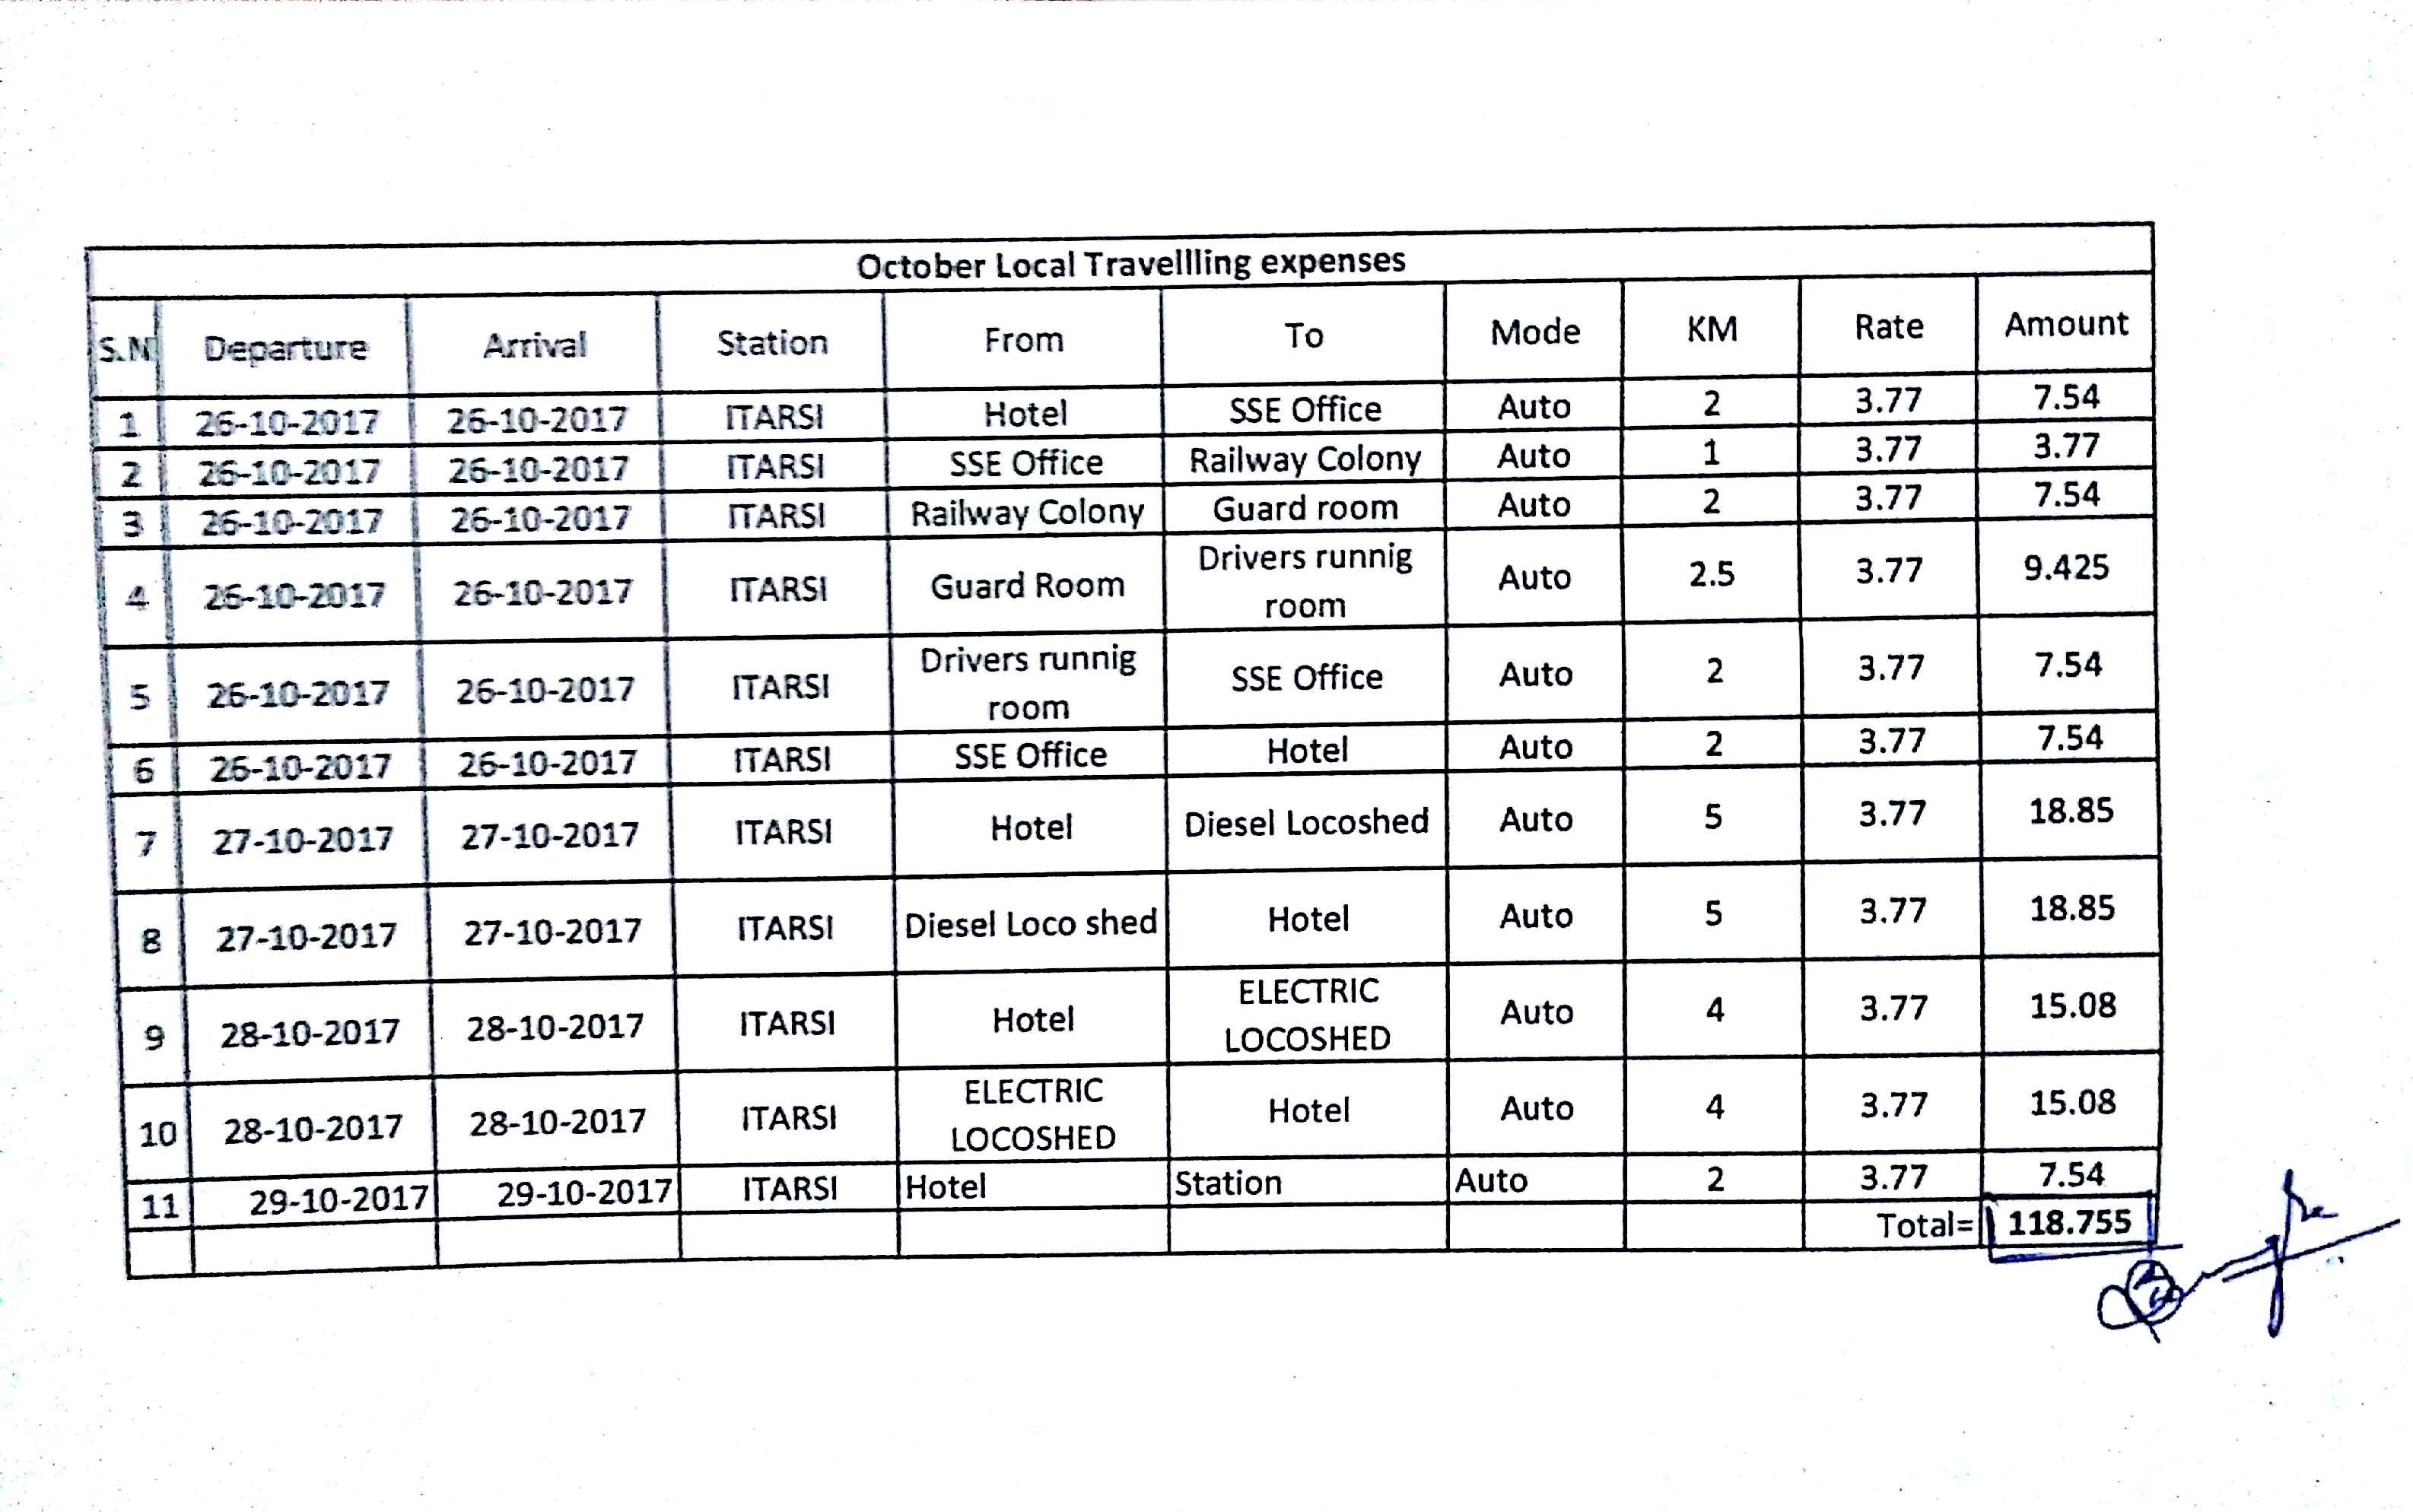 October Local Travellling expenses
S.N Departure Arrival Station From To Mode KM Rate Amount
1 26-10-2017 26-10-2017 ITARSI Hotel SSE Office Auto 2 3.77 7.54
2 26-10-2017 26-10-2017 ITARSI SSE Office Railway Colony Auto 1 3.77 3.77
3 26-10-2017 26-10-2017 ITARSI Railway Colony Guard room Auto 2 3.77 7.54
4 26-10-2017 26-10-2017 ITARSI Guard Room Drivers runnig room Auto 2.5 3.77 9.425
5 26-10-2017 26-10-2017 ITARSI Drivers runnig room SSE Office Auto 2 3.77 7.54
6 26-10-2017 26-10-2017 ITARSI SSE Office Hotel Auto 2 3.77 7.54
7 27-10-2017 27-10-2017 ITARSI Hotel Diesel Locoshed Auto 5 3.77 18.85
8 27-10-2017 27-10-2017 ITARSI Diesel Loco shed Hotel Auto 5 3.77 18.85
9 28-10-2017 28-10-2017 ITARSI Hotel ELECTRIC LOCOSHED Auto 4 3.77 15.08
10 28-10-2017 28-10-2017 ITARSI ELECTRIC LOCOSHED Hotel Auto 4 3.77 15.08
11 29-10-2017 29-10-2017 ITARSI Hotel Station Auto 2 3.77 7.54
Total= 118.755